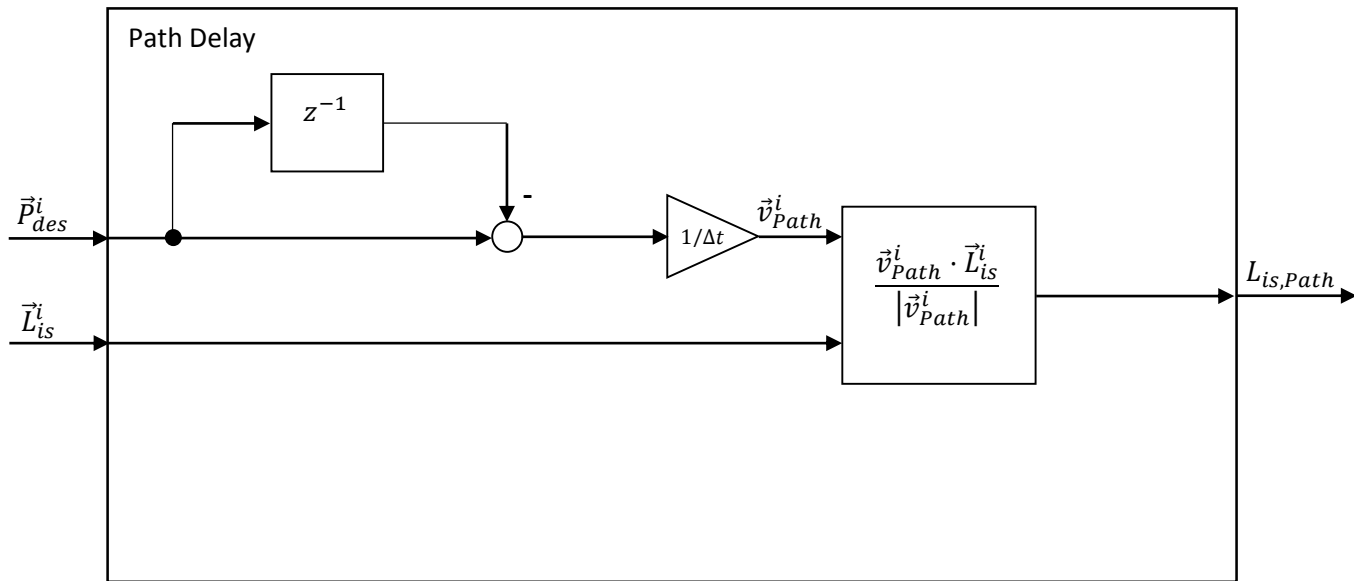 Path Delay
z^{-1}
-
\vec{P}_{des}^{i}
1/Δt
\vec{v}_{Path}^{i}
\frac{\vec{v}_{Path}^{i} \cdot \vec{L}_{is}^{i}}{|\vec{v}_{Path}^{i}|}
L_{is,Path}
\vec{L}_{is}^{i}